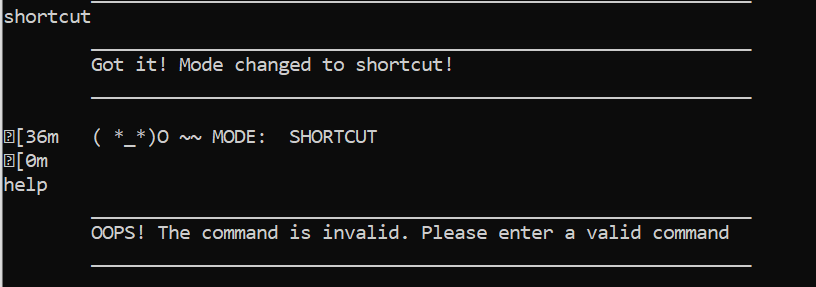 shortcut
Got it! Mode changed to shortcut!
⍰[36m   ( *_*)O ~~ MODE:  SHORTCUT
⍰[0m
help
OOPS! The command is invalid. Please enter a valid command